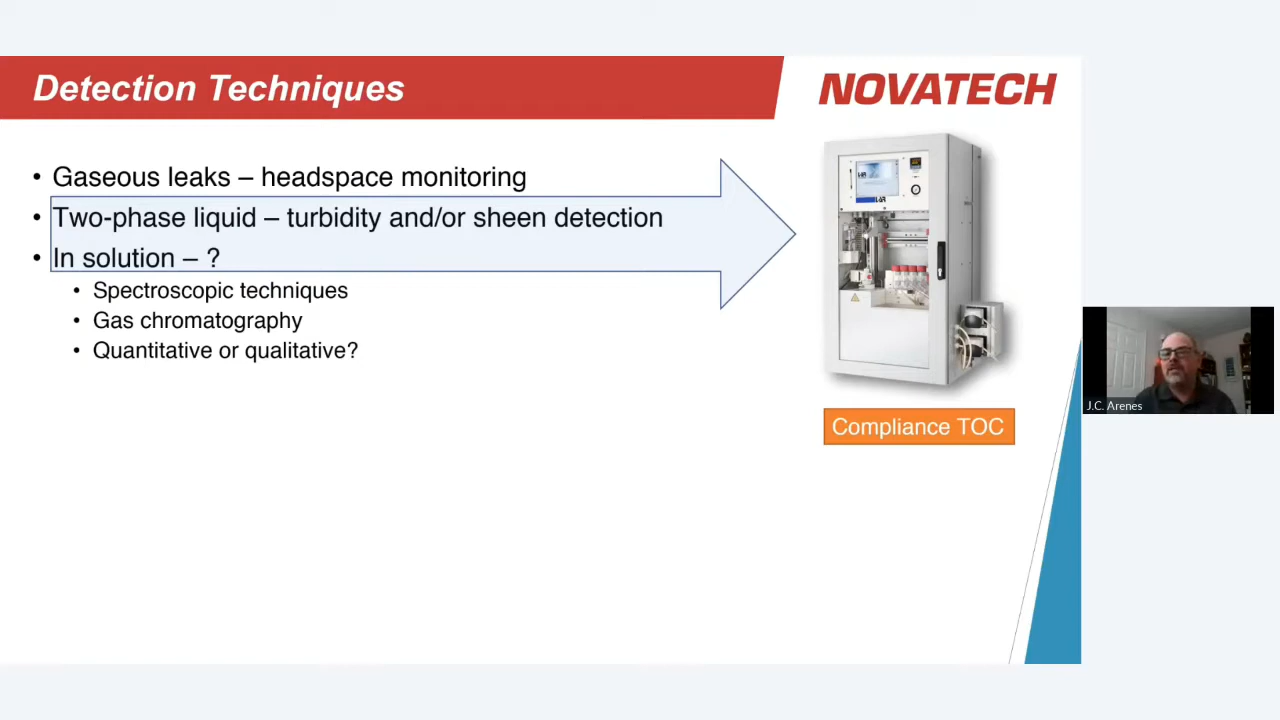 Detection Techniques
NOVATECH
• Gaseous leaks – headspace monitoring
• Two-phase liquid – turbidity and/or sheen detection
• In solution – ?
• Spectroscopic techniques
• Gas chromatography
• Quantitative or qualitative?
LAR
Compliance TOC
J.C. Arenes